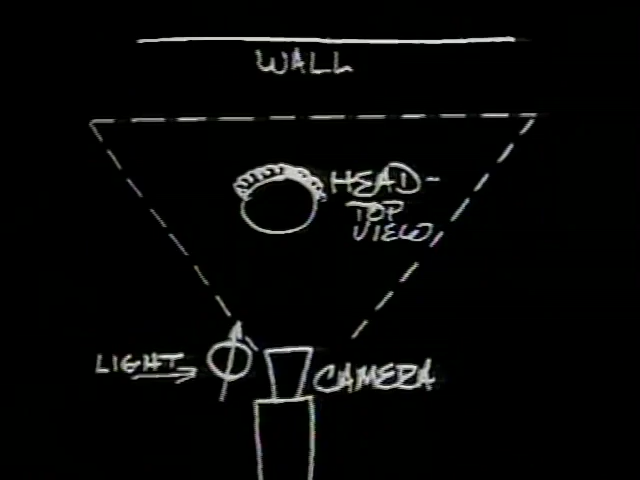 WALL
HEAD-
TOP
VIEW
LIGHT
CAMERA